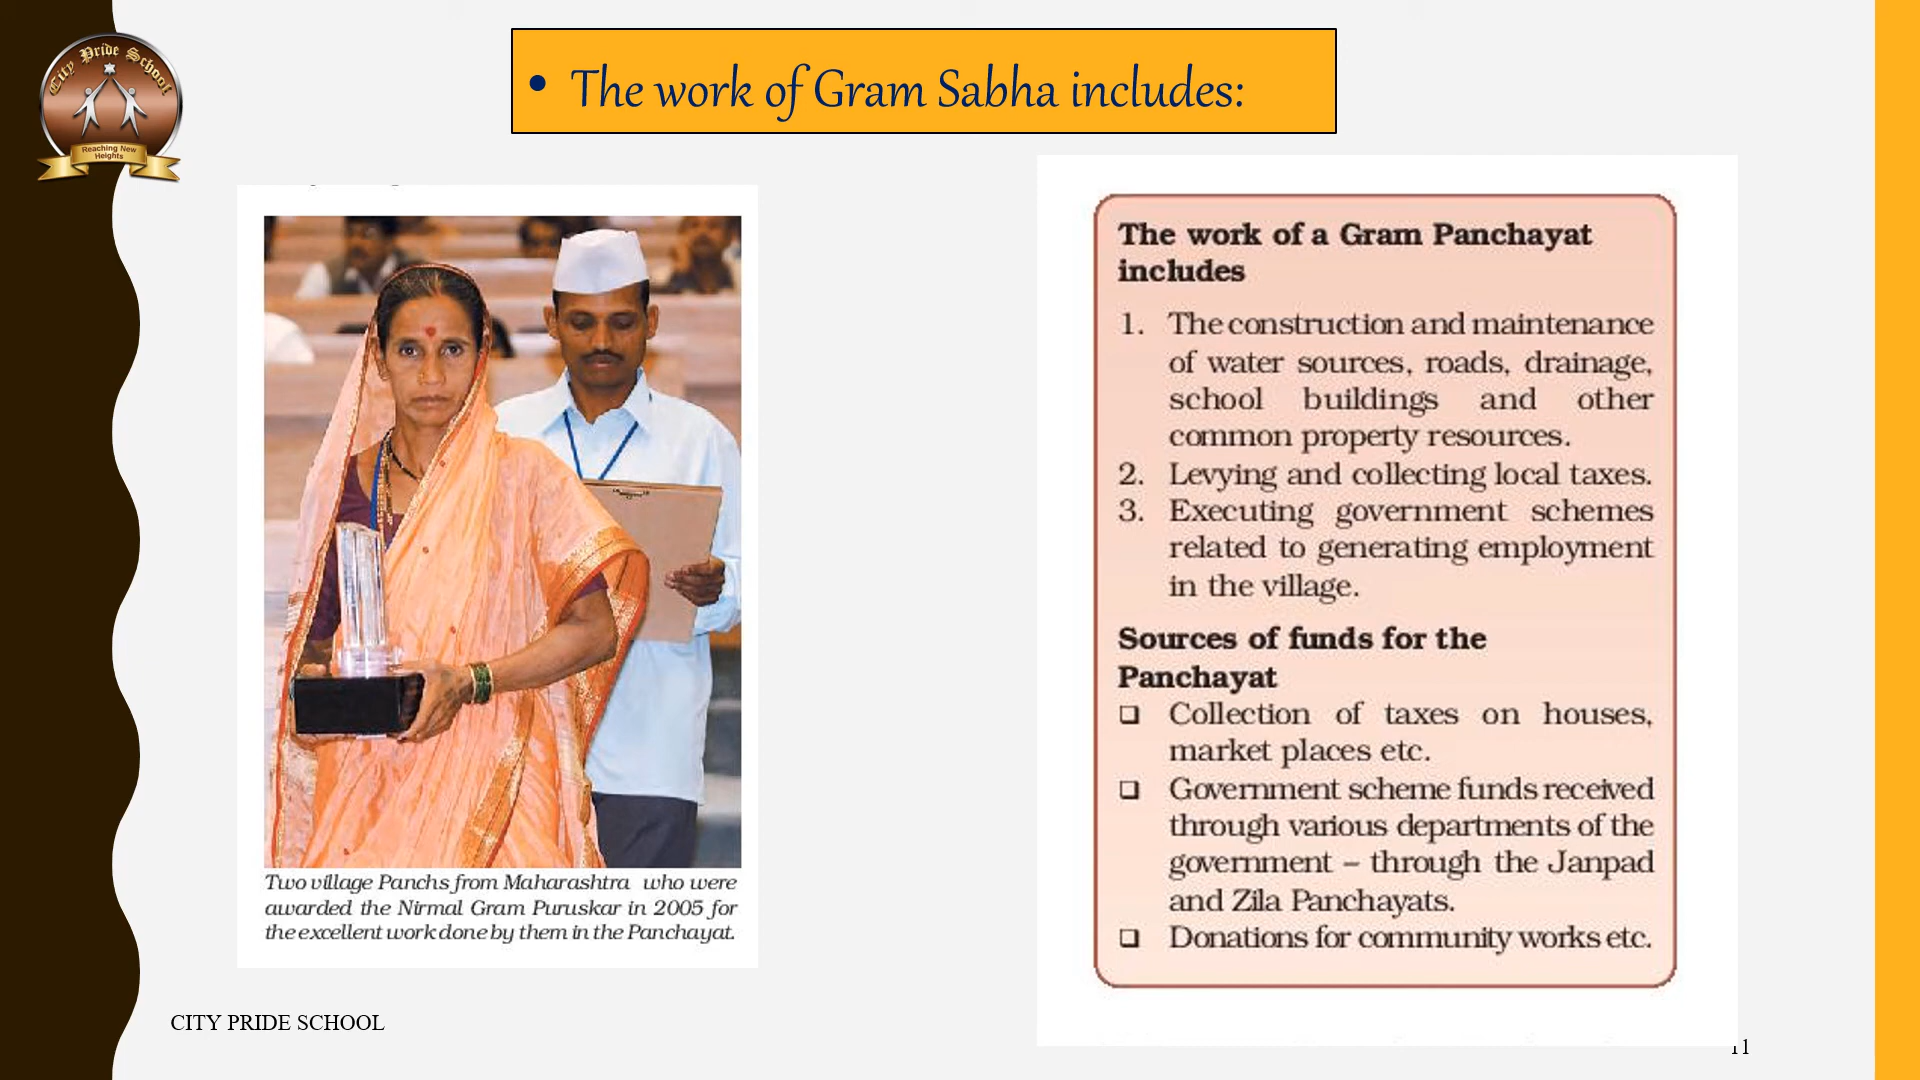 City Pride School
Reaching New
Heights
• The work of Gram Sabha includes:
Two village Panchs from Maharashtra who were
awarded the Nirmal Gram Puruskar in 2005 for
the excellent work done by them in the Panchayat.
The work of a Gram Panchayat
includes
1. The construction and maintenance
of water sources, roads, drainage,
school buildings and other
common property resources.
2. Levying and collecting local taxes.
3. Executing government schemes
related to generating employment
in the village.
Sources of funds for the
Panchayat
❑ Collection of taxes on houses,
market places etc.
❑ Government scheme funds received
through various departments of the
government – through the Janpad
and Zila Panchayats.
❑ Donations for community works etc.
CITY PRIDE SCHOOL
11